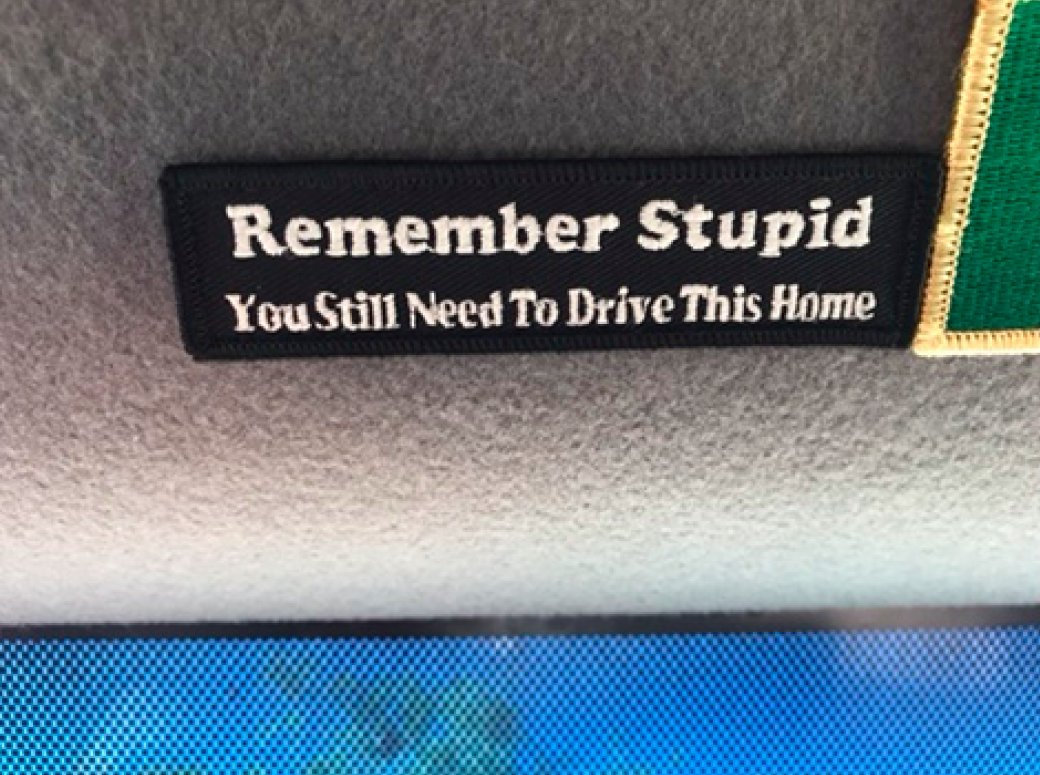 Remember Stupid
You Still Need To Drive This Home